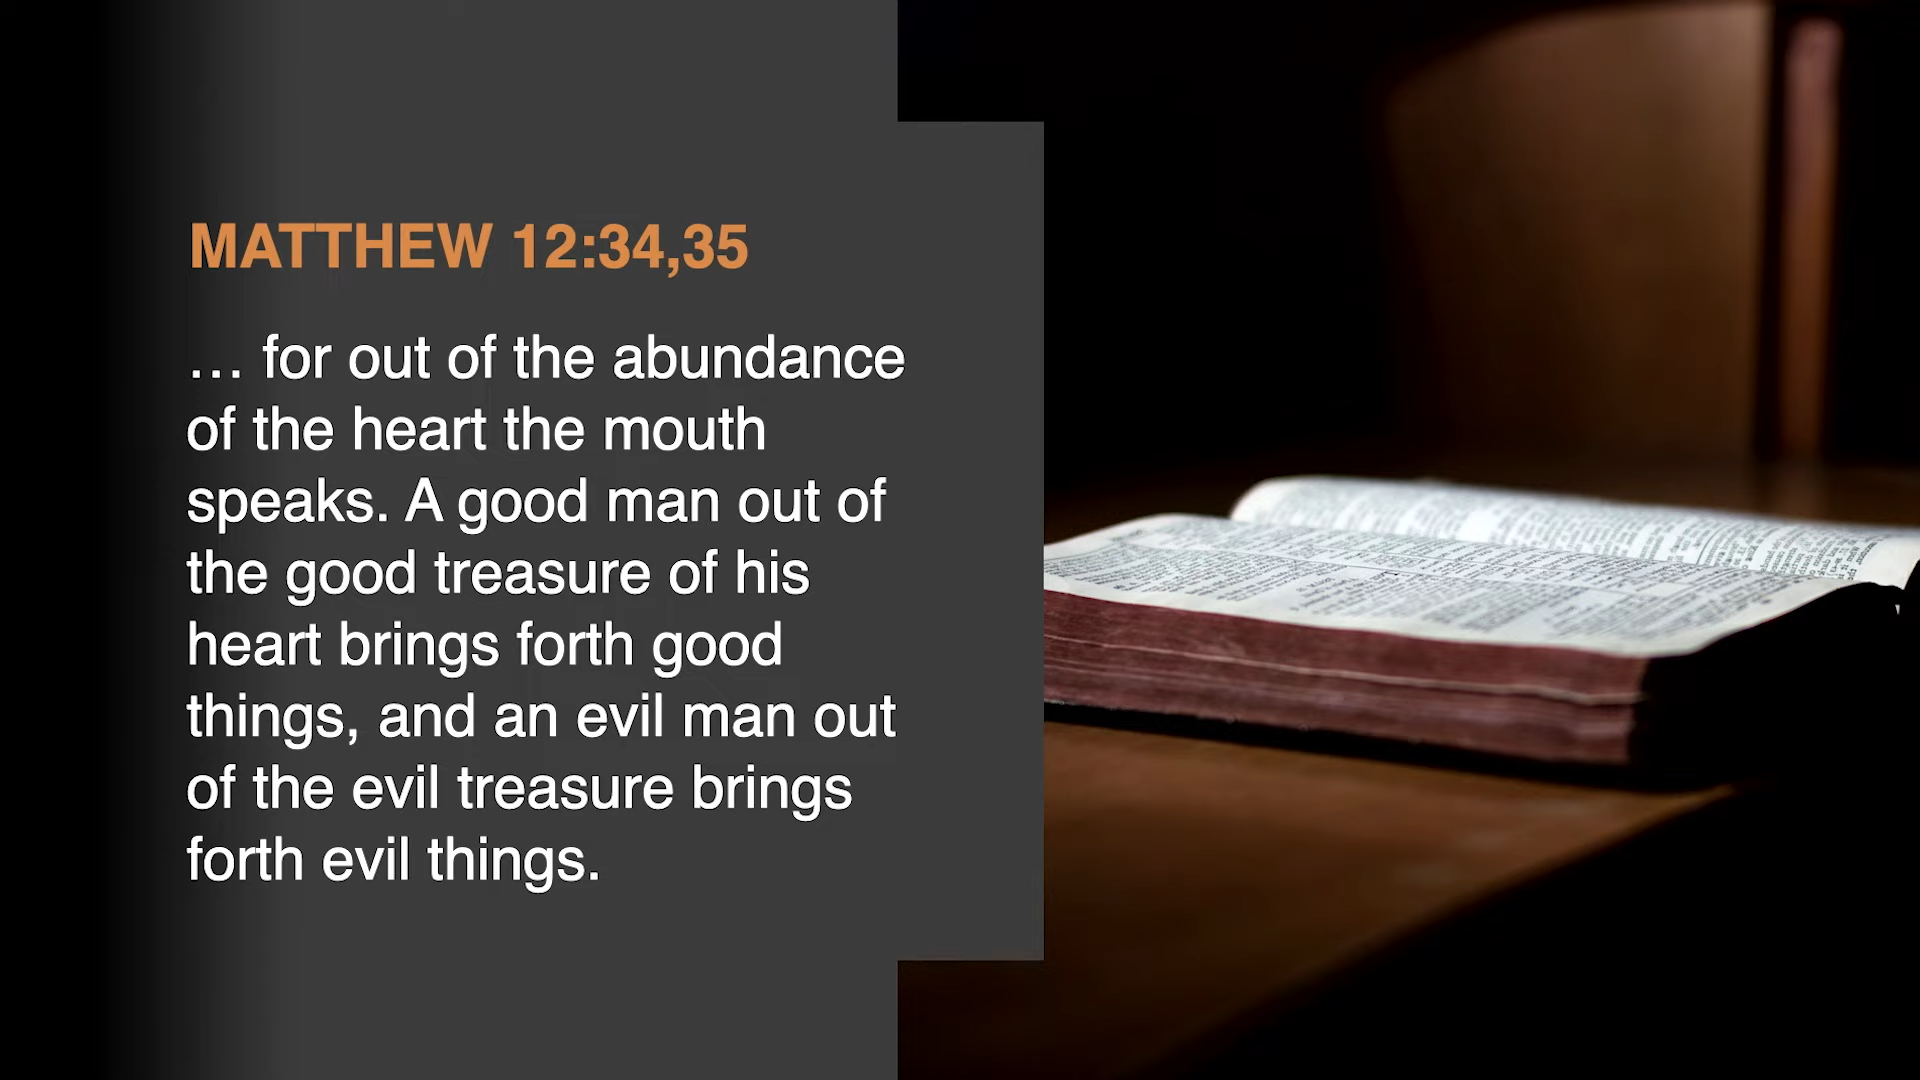 MATTHEW 12:34,35
… for out of the abundance
of the heart the mouth
speaks. A good man out of
the good treasure of his
heart brings forth good
things, and an evil man out
of the evil treasure brings
forth evil things.